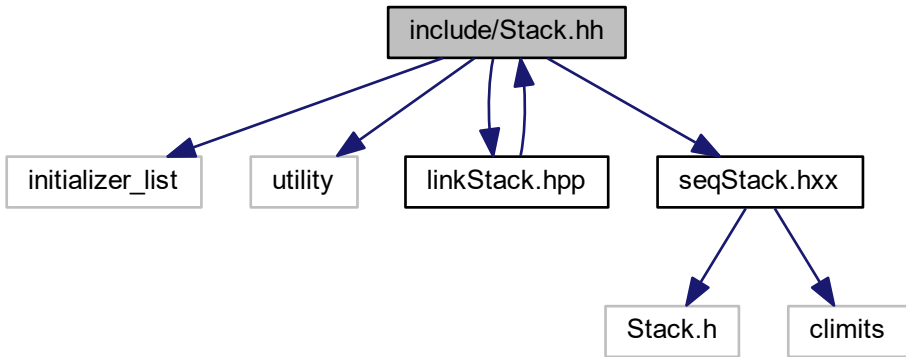 include/Stack.hh
initializer_list
utility
linkStack.hpp
seqStack.hxx
Stack.h
climits